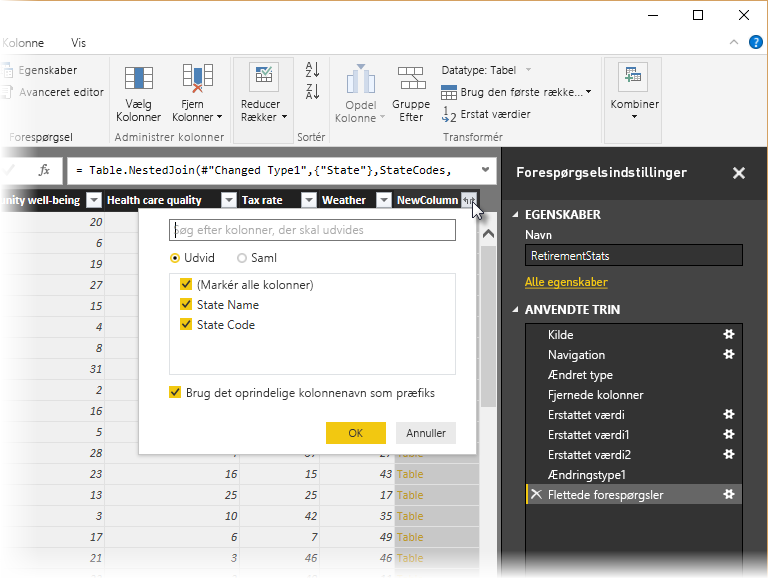 Kolonne Vis
Egenskaber
Avanceret editor
Forespørgsel
Vælg
Kolonner
Fjern
Kolonner
Administrer kolonner
Reducer
Rækker
A
Z
Z
A
Sortér
Opdel
Kolonne
Gruppe
Efter
Datatype: Tabel
Brug den første række...
1
2
Erstat værdier
Transformér
Kombiner
fx
= Table.NestedJoin(#"Changed Type1",{"State"},StateCodes,
nity well-being Health care quality Tax rate Weather NewColumn
20
6
19
27
15
4
8
31
2
16
5
28
23 16 15 43 Table
13 25 25 17 Table
3 10 42 35 Table
17 6 7 49 Table
21 3 46 46 Table
Søg efter kolonner, der skal udvides
Udvid Saml
(Markér alle kolonner)
State Name
State Code
Brug det oprindelige kolonnenavn som præfiks
OK Annuller
Forespørgselsindstillinger
EGENSKABER
Navn
RetirementStats
Alle egenskaber
ANVENDTE TRIN
Kilde
Navigation
Ændret type
Fjernede kolonner
Erstattet værdi
Erstattet værdi1
Erstattet værdi2
Ændringstype1
Flettede forespørgsler